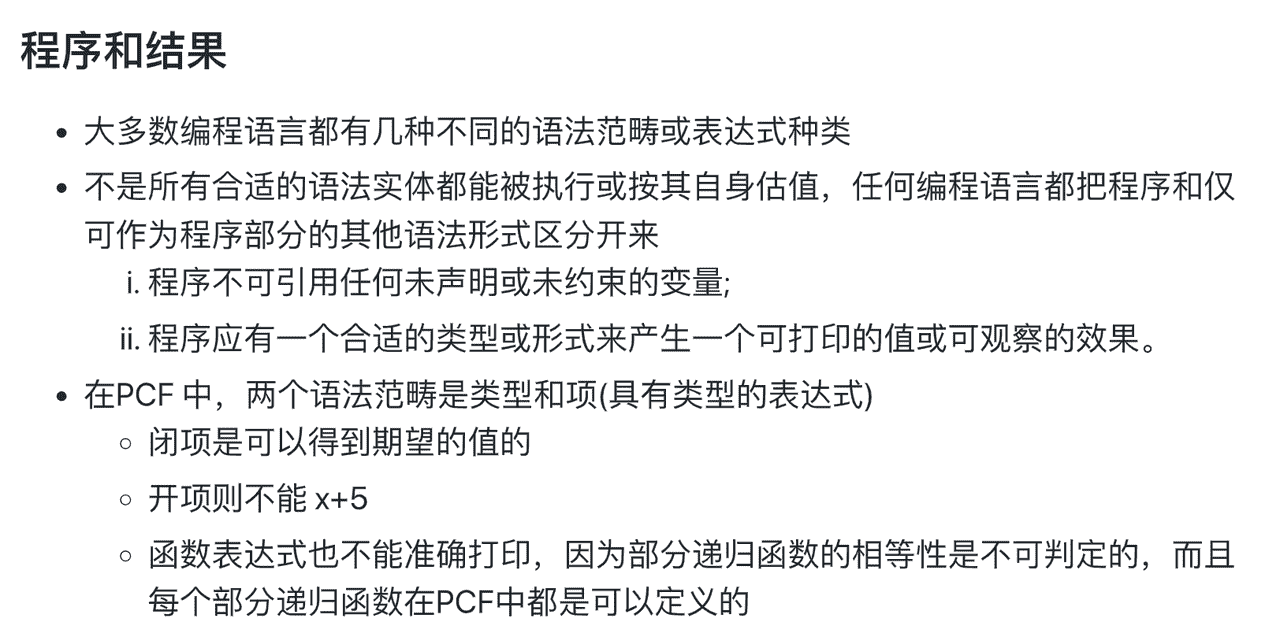 程序和结果
• 大多数编程语言都有几种不同的语法范畴或表达式种类
• 不是所有合适的语法实体都能被执行或按其自身估值，任何编程语言都把程序和仅
可作为程序部分的其他语法形式区分开来
i. 程序不可引用任何未声明或未约束的变量;
ii. 程序应有一个合适的类型或形式来产生一个可打印的值或可观察的效果。
• 在PCF 中，两个语法范畴是类型和项(具有类型的表达式)
○ 闭项是可以得到期望的值的
○ 开项则不能 x+5
○ 函数表达式也不能准确打印，因为部分递归函数的相等性是不可判定的，而且
每个部分递归函数在PCF中都是可以定义的